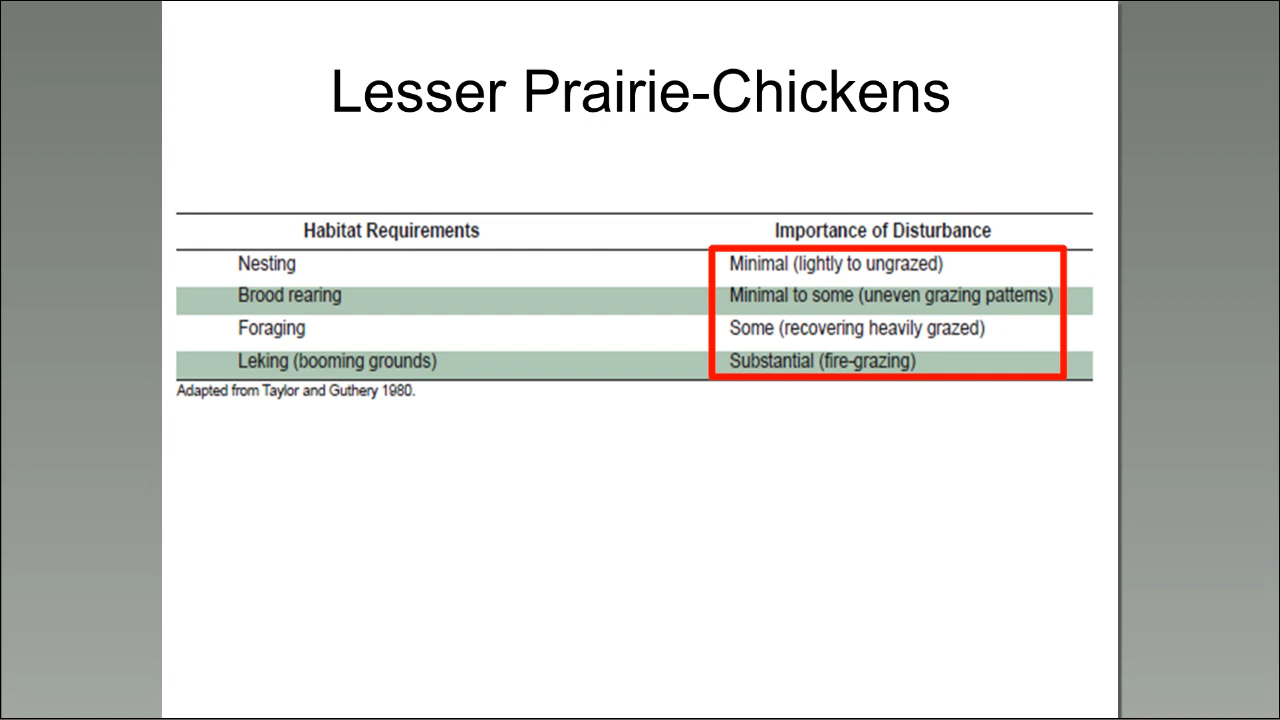 Lesser Prairie-Chickens
Habitat Requirements Importance of Disturbance
Nesting Minimal (lightly to ungrazed)
Brood rearing Minimal to some (uneven grazing patterns)
Foraging Some (recovering heavily grazed)
Leking (booming grounds) Substantial (fire-grazing)
Adapted from Taylor and Guthery 1980.